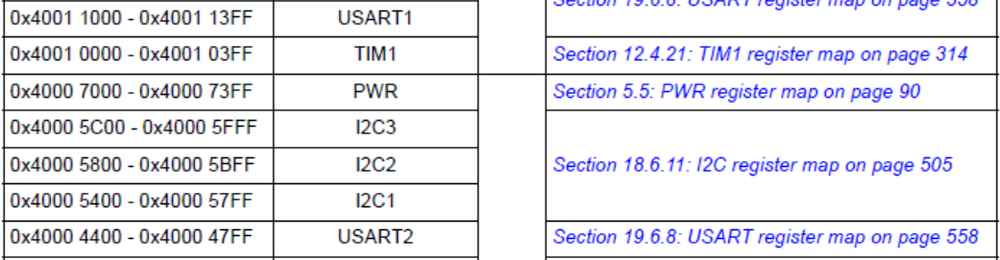 Section 19.6.8: USART register map on page 558
0x4001 1000 - 0x4001 13FF USART1
0x4001 0000 - 0x4001 03FF TIM1 Section 12.4.21: TIM1 register map on page 314
0x4000 7000 - 0x4000 73FF PWR Section 5.5: PWR register map on page 90
0x4000 5C00 - 0x4000 5FFF I2C3
0x4000 5800 - 0x4000 5BFF I2C2 Section 18.6.11: I2C register map on page 505
0x4000 5400 - 0x4000 57FF I2C1
0x4000 4400 - 0x4000 47FF USART2 Section 19.6.8: USART register map on page 558